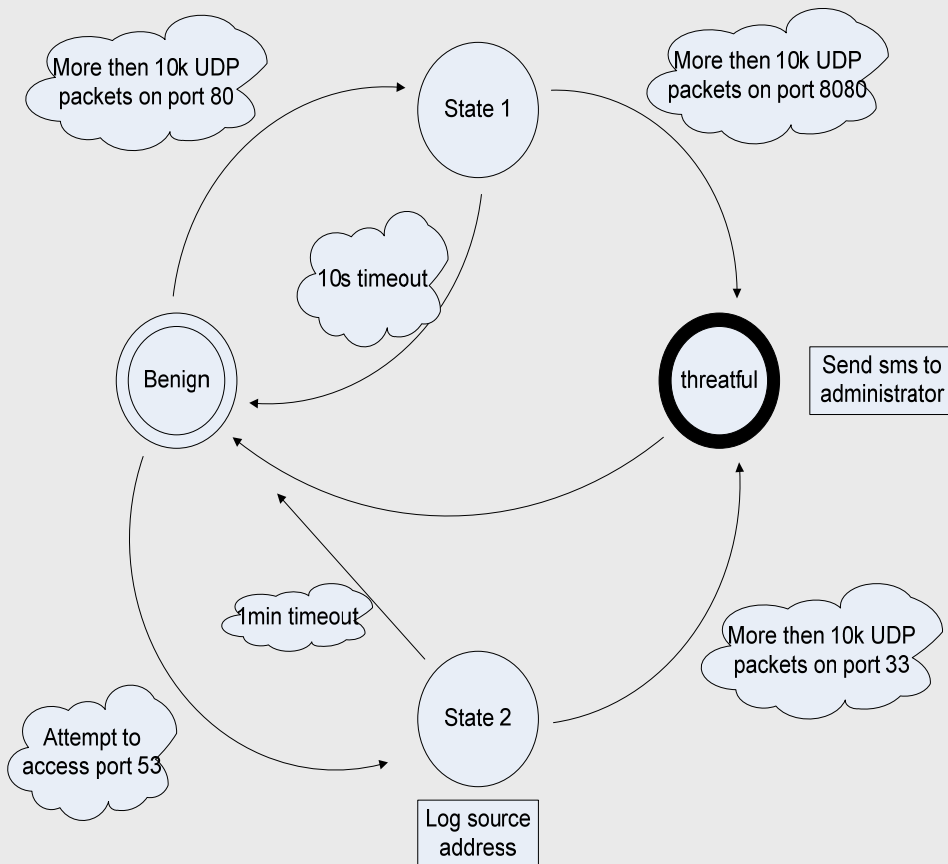 More then 10k UDP
packets on port 80
State 1
More then 10k UDP
packets on port 8080
10s timeout
Benign
threatful
Send sms to
administrator
1min timeout
State 2
More then 10k UDP
packets on port 33
Attempt to
access port 53
Log source
address